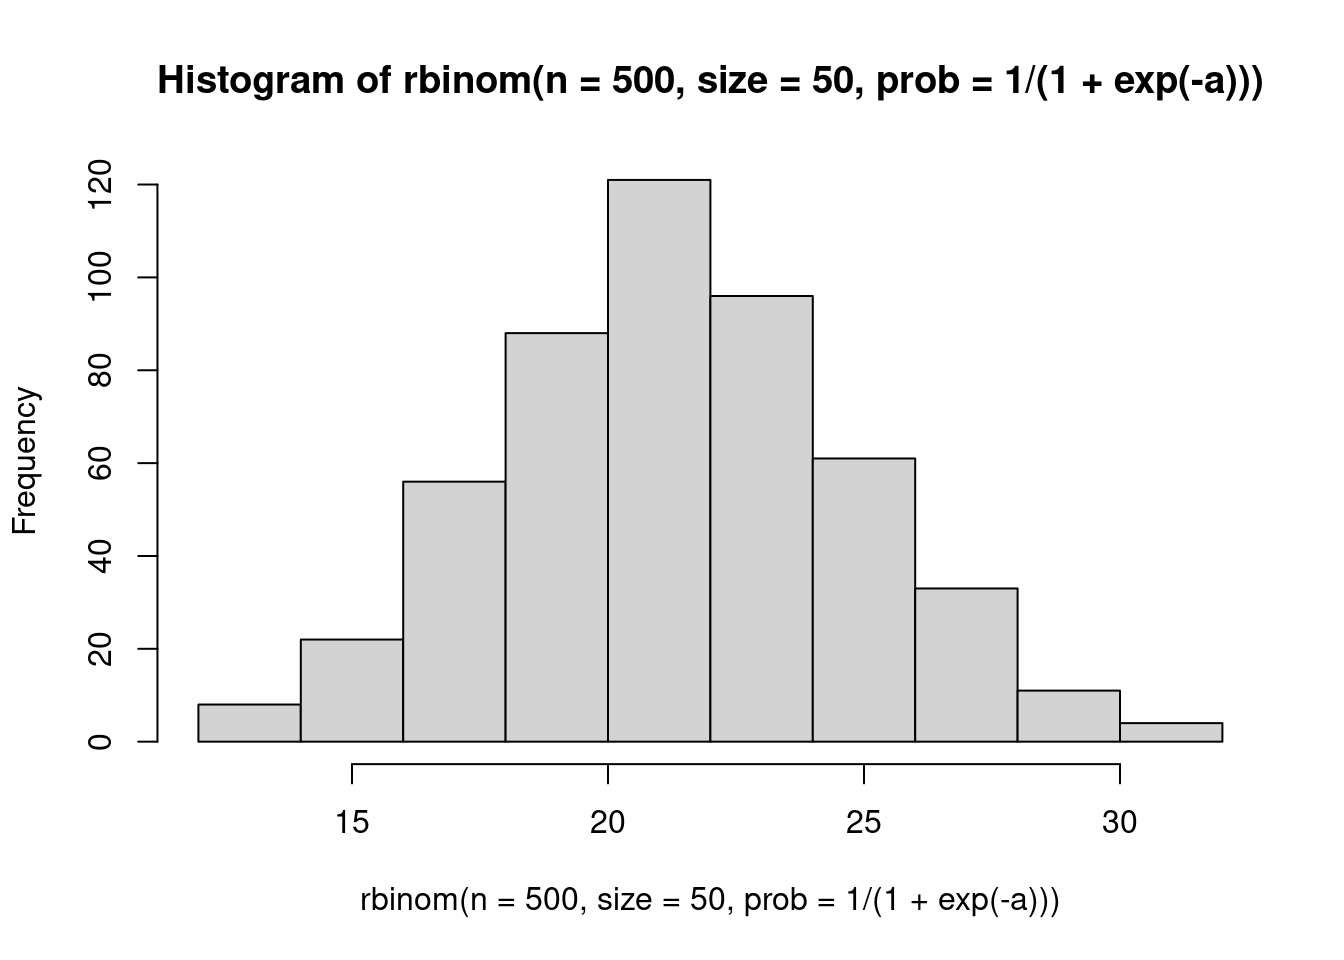 Histogram of rbinom(n = 500, size = 50, prob = 1/(1 + exp(-a)))
Frequency
120
100
80
60
40
20
0
15 20 25 30
rbinom(n = 500, size = 50, prob = 1/(1 + exp(-a)))